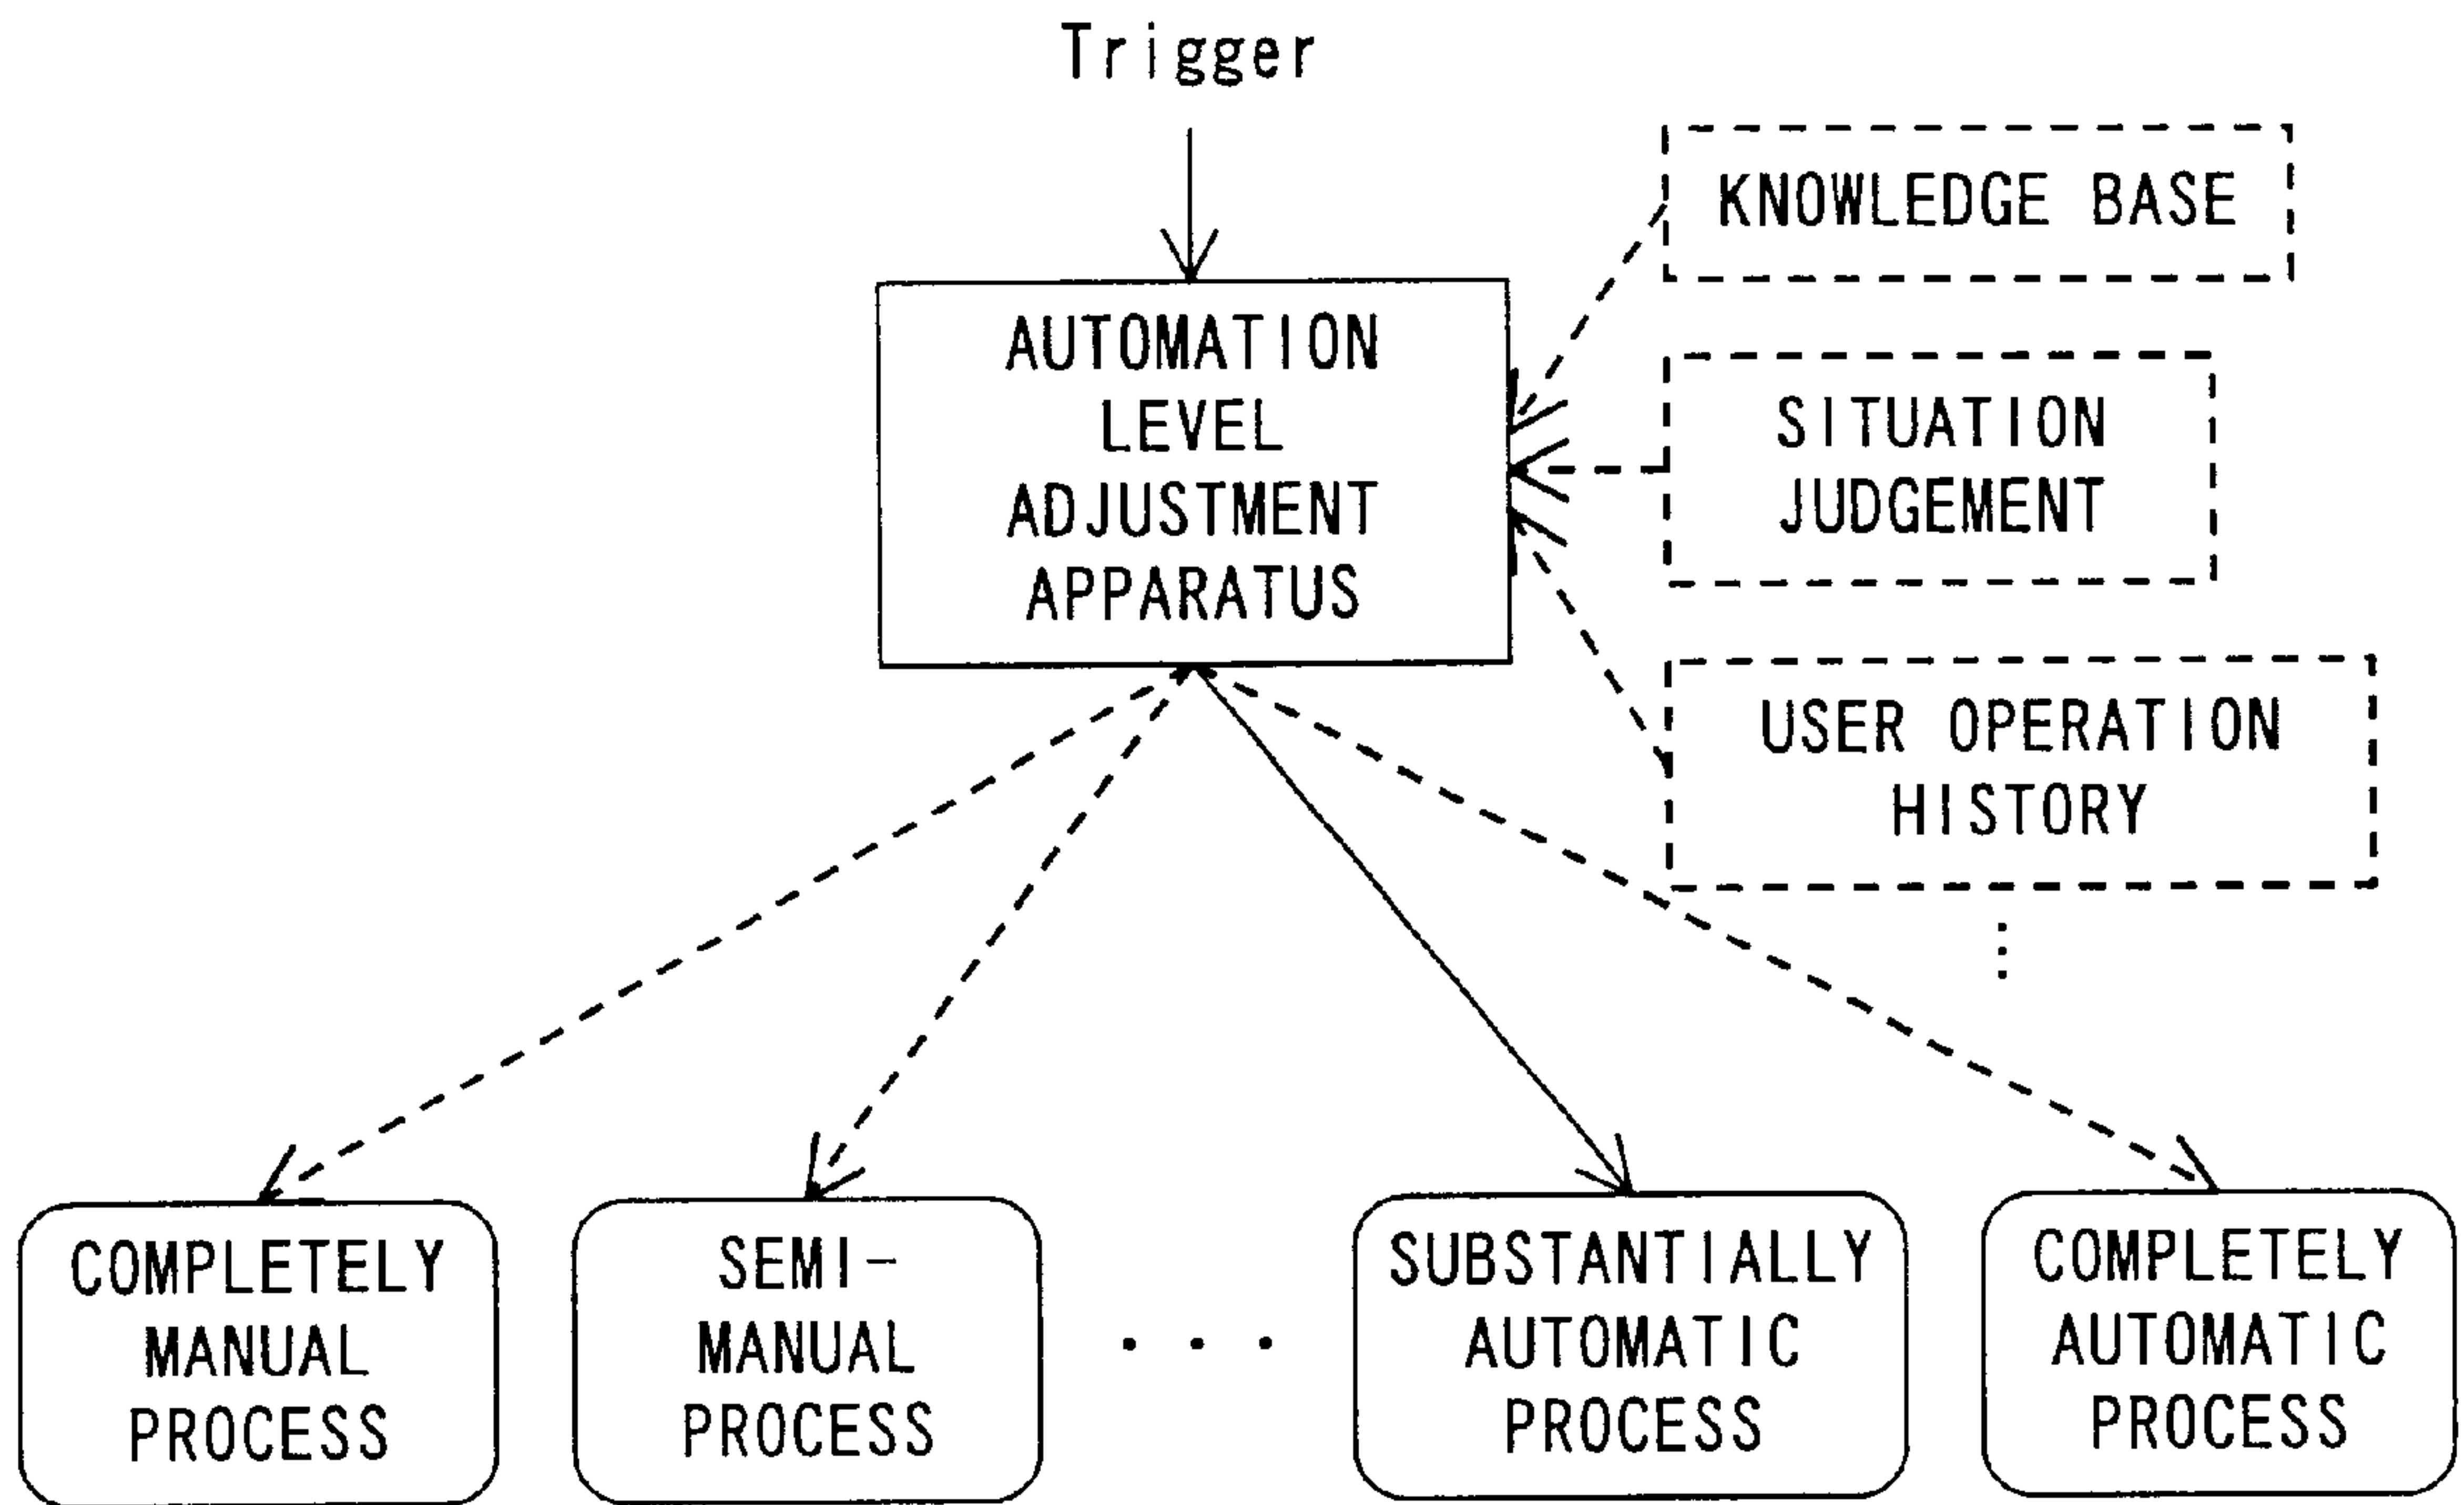 Trigger
KNOWLEDGE BASE
AUTOMATION
LEVEL
ADJUSTMENT
APPARATUS
SITUATION
JUDGEMENT
USER OPERATION
HISTORY
COMPLETELY
MANUAL
PROCESS
SEMI-
MANUAL
PROCESS
SUBSTANTIALLY
AUTOMATIC
PROCESS
COMPLETELY
AUTOMATIC
PROCESS